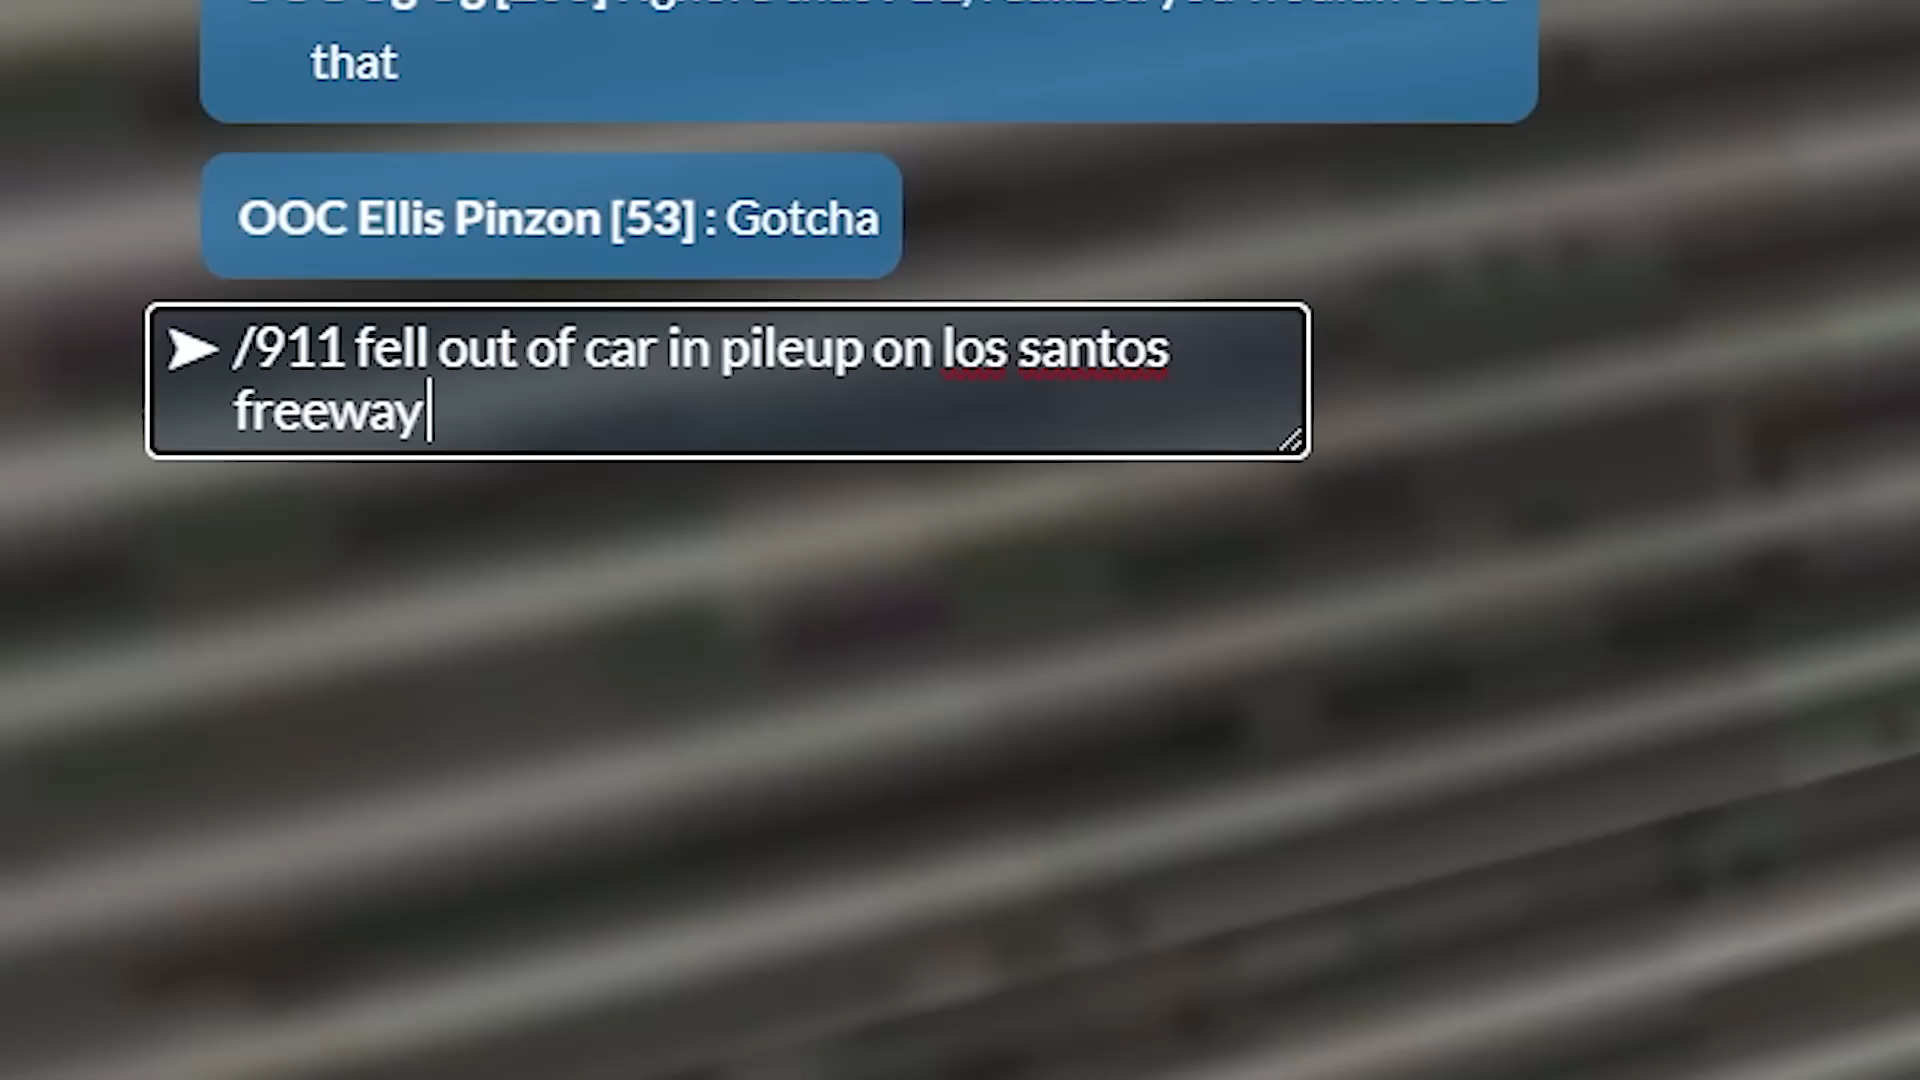 that
OOC Ellis Pinzon [53] : Gotcha
➤ /911 fell out of car in pileup on los santos
freeway